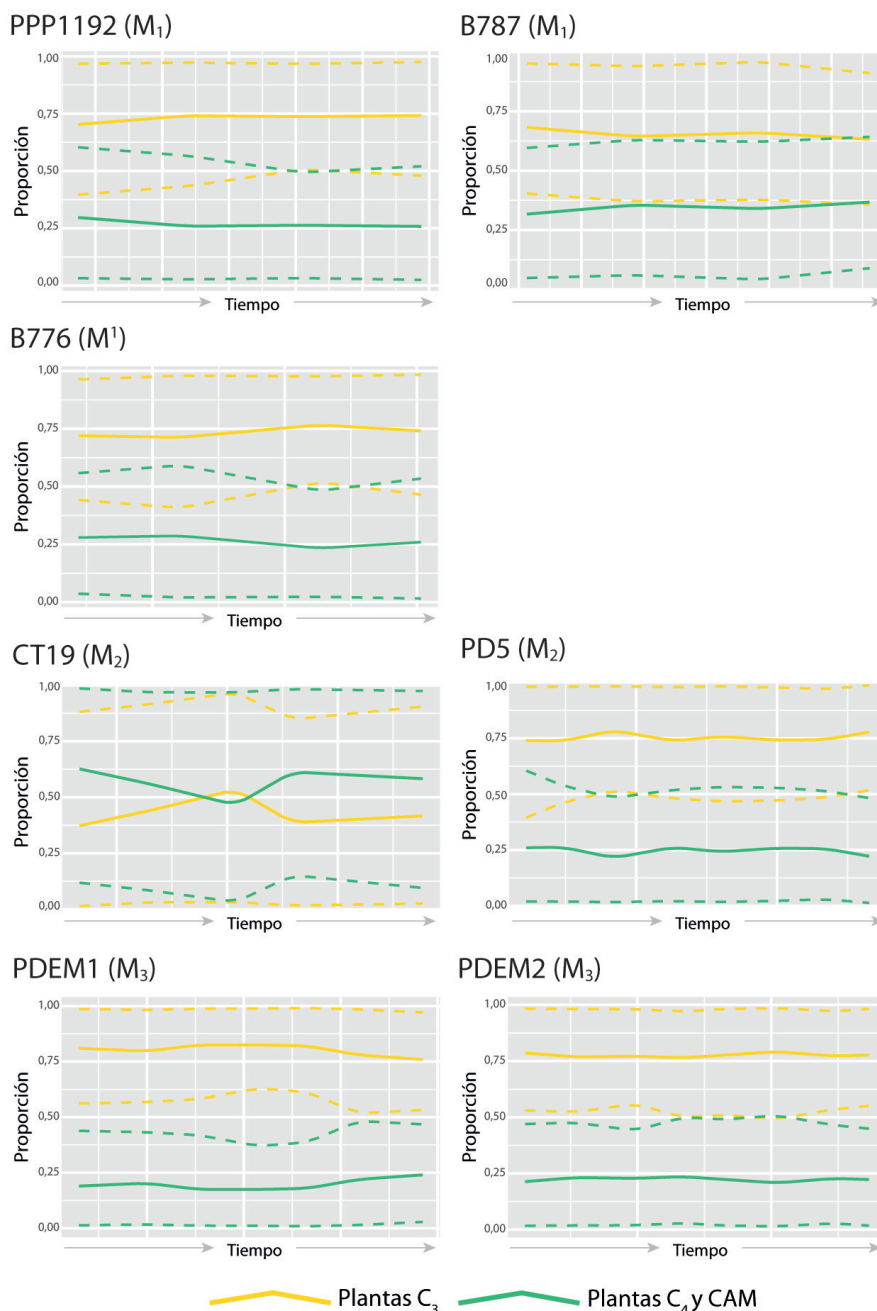 PPP1192 (M₁)
1,00
0,75
0,50
0,25
0,00
Proporción
Tiempo
B787 (M₁)
1,00
0,75
0,50
0,25
0,00
Proporción
Tiempo
B776 (M¹)
1,00
0,75
0,50
0,25
0,00
Proporción
Tiempo
CT19 (M₂)
1,00
0,75
0,50
0,25
0,00
Proporción
Tiempo
PD5 (M₂)
1,00
0,75
0,50
0,25
0,00
Proporción
Tiempo
PDEM1 (M₃)
1,00
0,75
0,50
0,25
0,00
Proporción
Tiempo
PDEM2 (M₃)
1,00
0,75
0,50
0,25
0,00
Proporción
Tiempo
Plantas C₃
Plantas C₄ y CAM